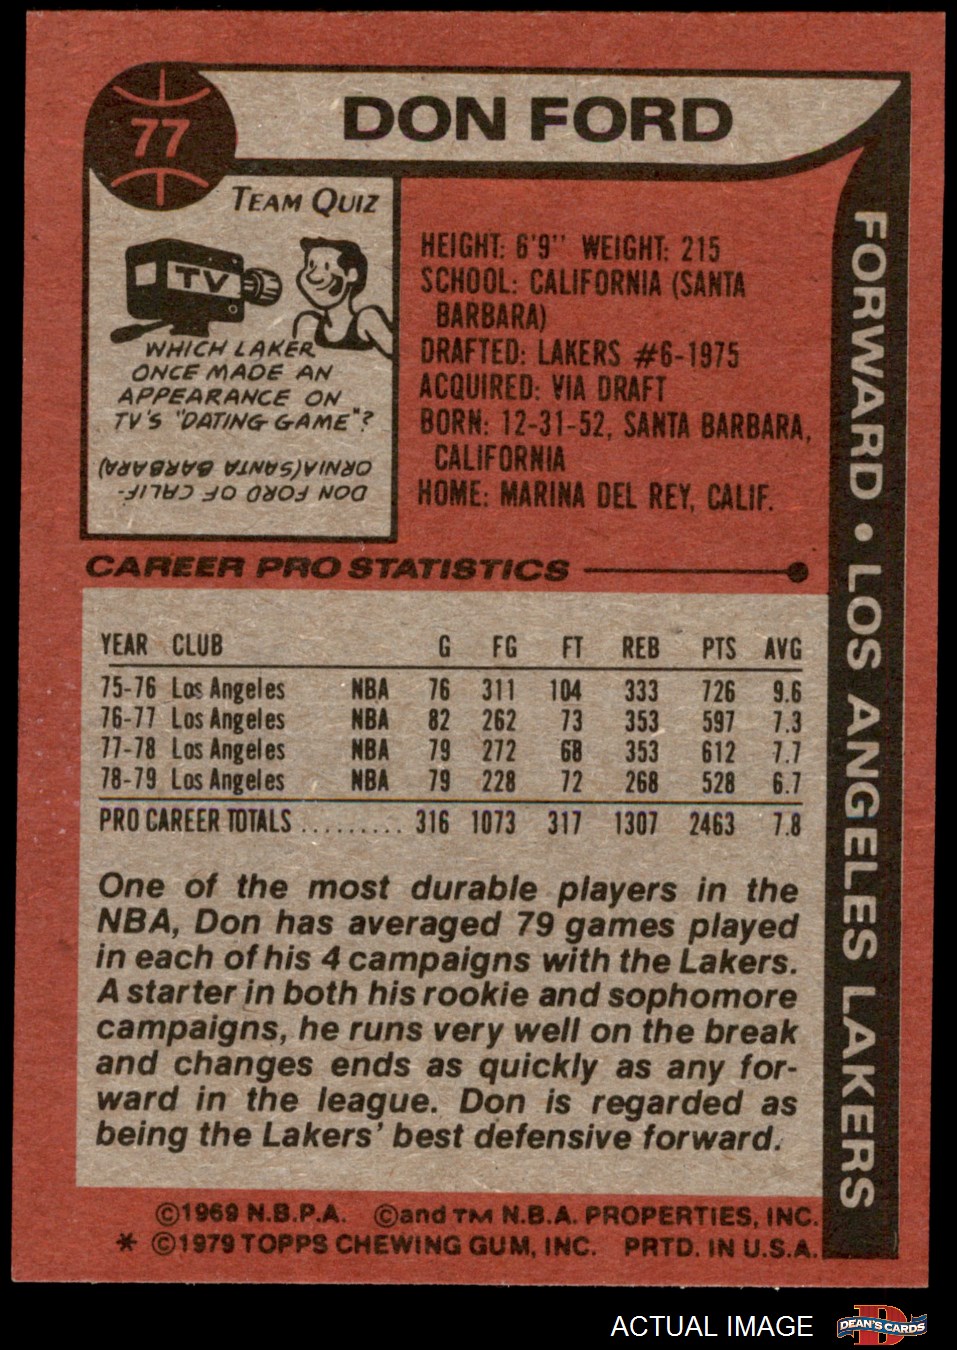 77
DON FORD
TEAM QUIZ
TV
WHICH LAKER
ONCE MADE AN
APPEARANCE ON
TV'S "DATING GAME"?
DON FORD OF CALIF-
ORNIA (SANTA BARBARA)
HEIGHT: 6'9" WEIGHT: 215
SCHOOL: CALIFORNIA (SANTA
BARBARA)
DRAFTED: LAKERS #6-1975
ACQUIRED: VIA DRAFT
BORN: 12-31-52, SANTA BARBARA,
CALIFORNIA
HOME: MARINA DEL REY, CALIF.
FORWARD • LOS ANGELES LAKERS
CAREER PRO STATISTICS
YEAR CLUB G FG FT REB PTS AVG
75-76 Los Angeles NBA 76 311 104 333 726 9.6
76-77 Los Angeles NBA 82 262 73 353 597 7.3
77-78 Los Angeles NBA 79 272 68 353 612 7.7
78-79 Los Angeles NBA 79 228 72 268 528 6.7
PRO CAREER TOTALS ......... 316 1073 317 1307 2463 7.8
One of the most durable players in the
NBA, Don has averaged 79 games played
in each of his 4 campaigns with the Lakers.
A starter in both his rookie and sophomore
campaigns, he runs very well on the break
and changes ends as quickly as any for-
ward in the league. Don is regarded as
being the Lakers' best defensive forward.
©1969 N.B.P.A. ©and TM N.B.A. PROPERTIES, INC.
* ©1979 TOPPS CHEWING GUM, INC. PRTD. IN U.S.A.
ACTUAL IMAGE
D
DEAN'S CARDS